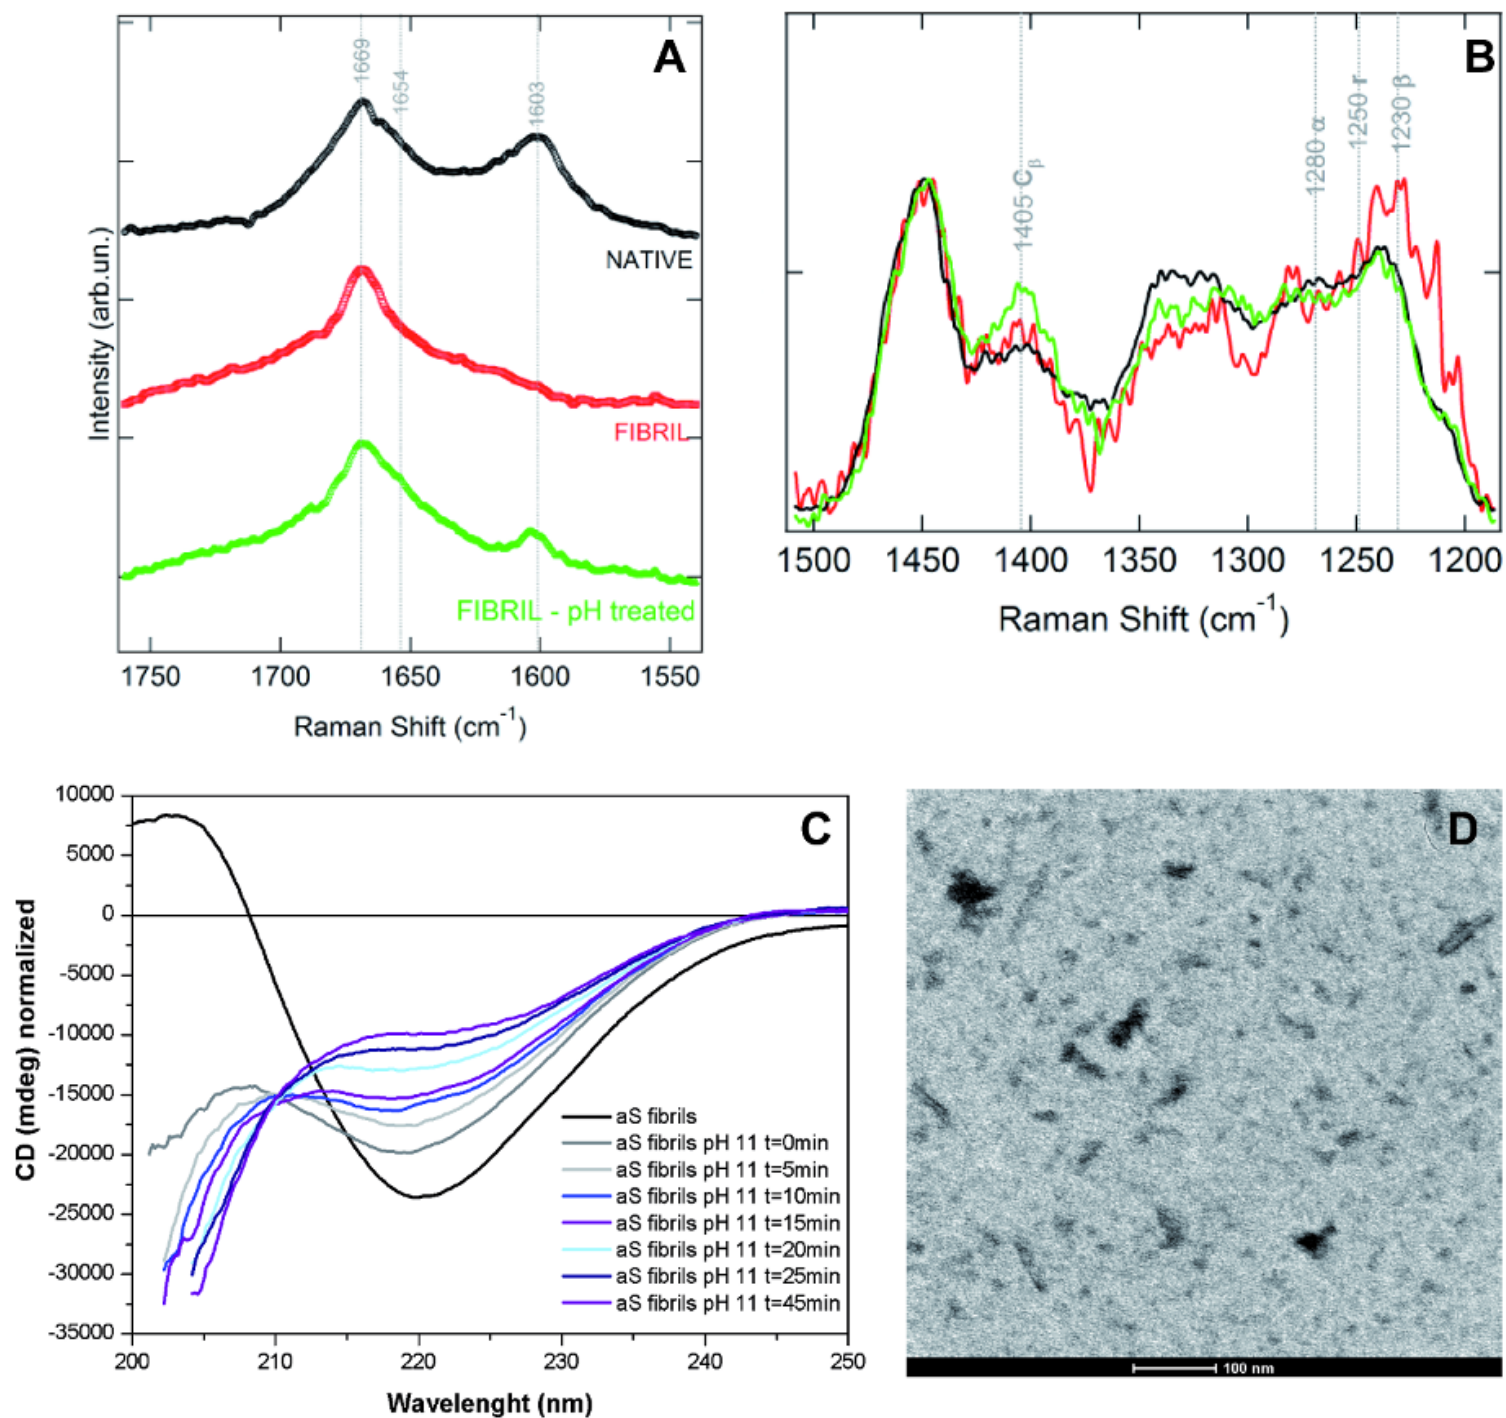 A
1669
1654
1603
NATIVE
FIBRIL
FIBRIL - pH treated
Intensity (arb.un.)
1750 1700 1650 1600 1550
Raman Shift (cm-1)
B
1405 Cβ
1280 α
1250 r
1230 β
1500 1450 1400 1350 1300 1250 1200
Raman Shift (cm-1)
C
CD (mdeg) normalized
10000
5000
0
-5000
-10000
-15000
-20000
-25000
-30000
-35000
aS fibrils
aS fibrils pH 11 t=0min
aS fibrils pH 11 t=5min
aS fibrils pH 11 t=10min
aS fibrils pH 11 t=15min
aS fibrils pH 11 t=20min
aS fibrils pH 11 t=25min
aS fibrils pH 11 t=45min
200 210 220 230 240 250
Wavelenght (nm)
D
100 nm